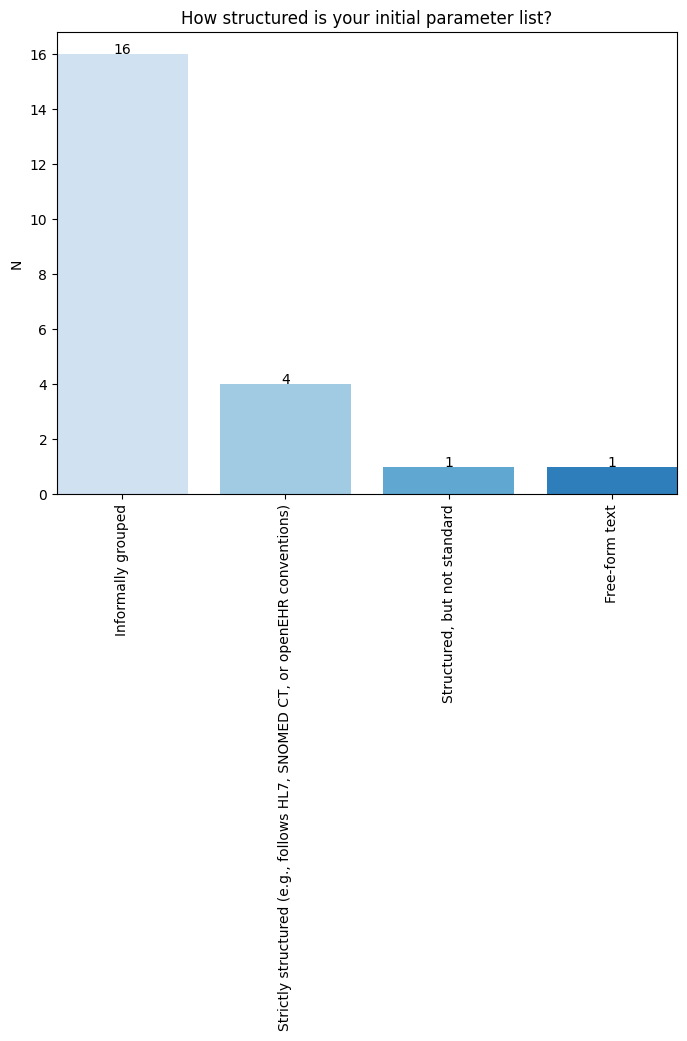 How structured is your initial parameter list?
N
16
14
12
10
8
6
4
2
0
16
4
1
1
Informally grouped
Strictly structured (e.g., follows HL7, SNOMED CT, or openEHR conventions)
Structured, but not standard
Free-form text